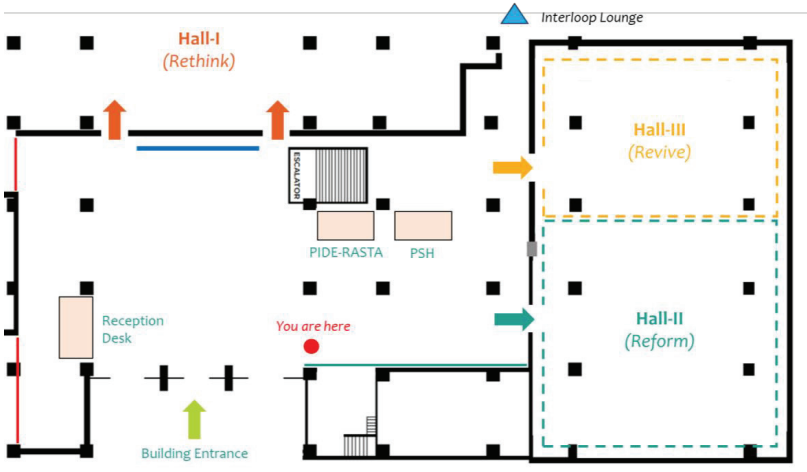 Interloop Lounge
Hall-I
(Rethink)
Hall-III
(Revive)
ESCALATOR
PIDE-RASTA
PSH
Reception
Desk
You are here
Hall-II
(Reform)
Building Entrance